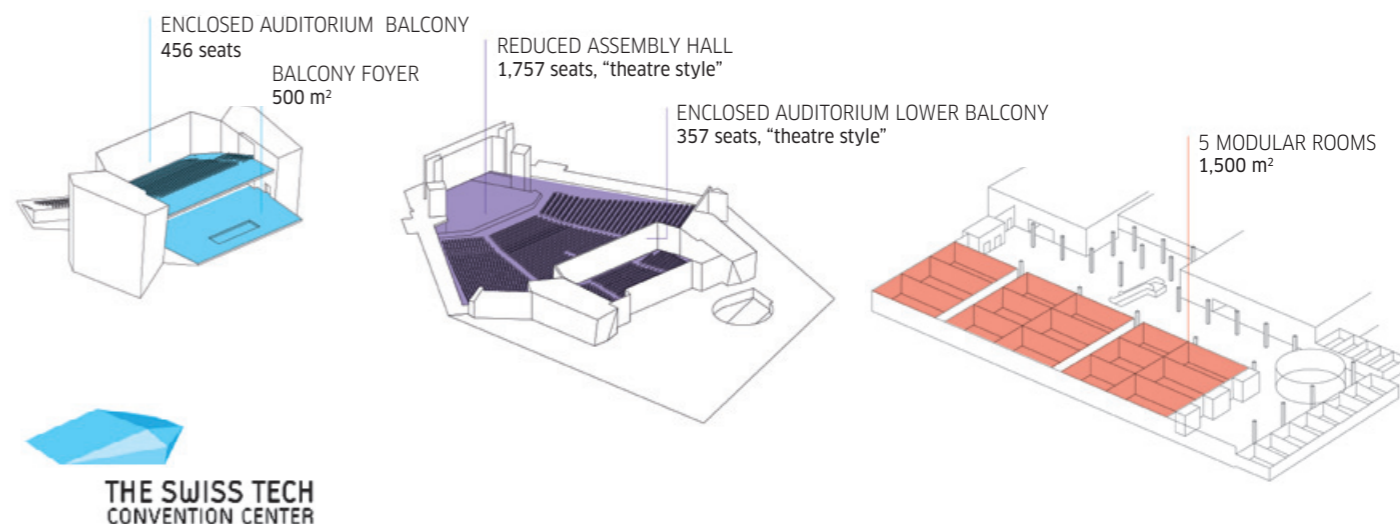 ENCLOSED AUDITORIUM BALCONY
456 seats
BALCONY FOYER
500 m²
REDUCED ASSEMBLY HALL
1,757 seats, “theatre style”
ENCLOSED AUDITORIUM LOWER BALCONY
357 seats, “theatre style”
5 MODULAR ROOMS
1,500 m²
THE SWISS TECH
CONVENTION CENTER